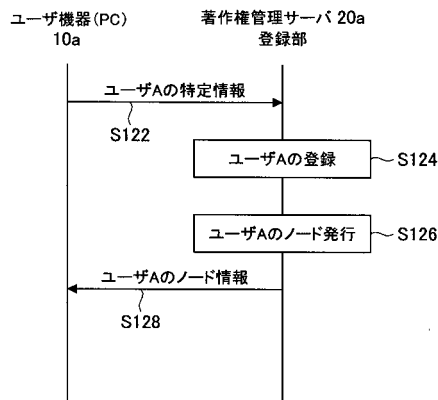 ユーザ機器(PC)
10a
著作権管理サーバ 20a
登録部
ユーザAの特定情報
S122
ユーザAの登録
S124
ユーザAのノード発行
S126
ユーザAのノード情報
S128